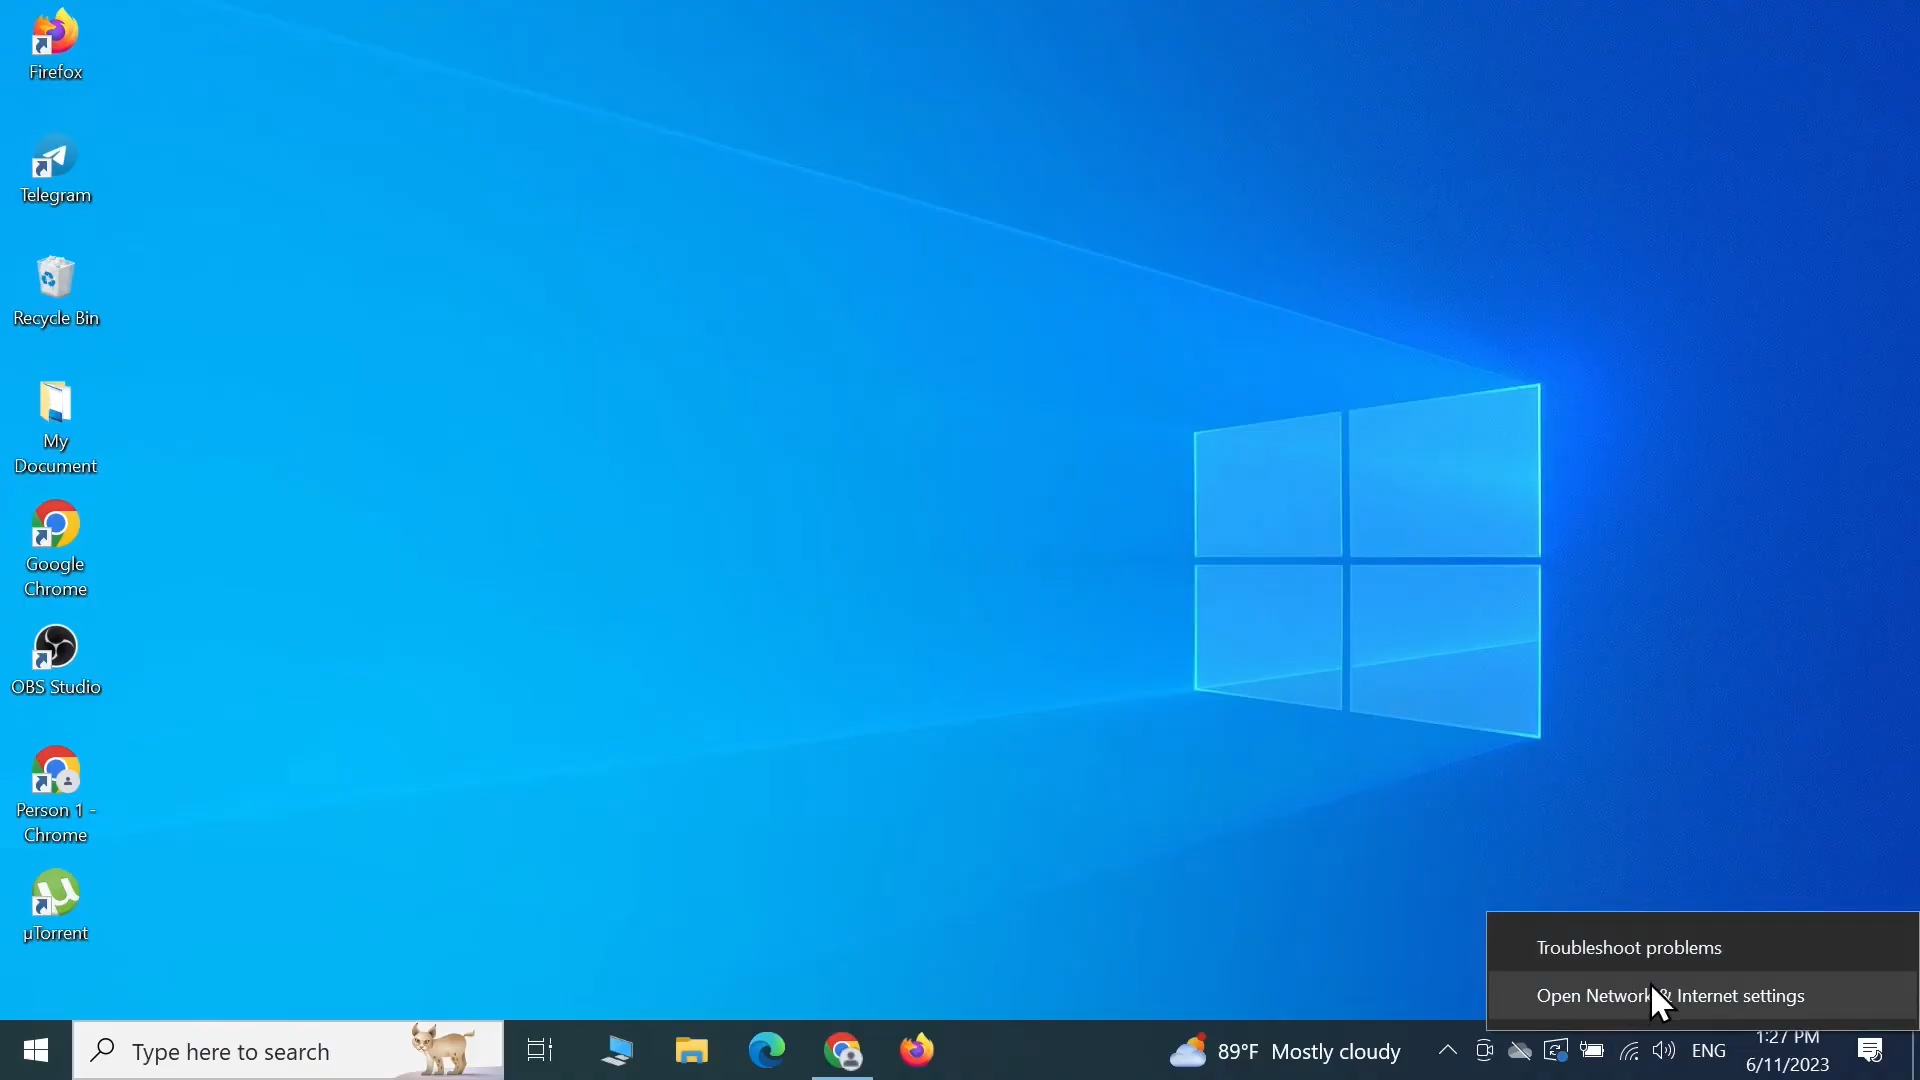 Firefox
Telegram
Recycle Bin
My
Document
Google
Chrome
OBS Studio
Person 1 -
Chrome
µTorrent
Troubleshoot problems
Open Network & Internet settings
Type here to search
89°F Mostly cloudy
ENG
1:27 PM
6/11/2023